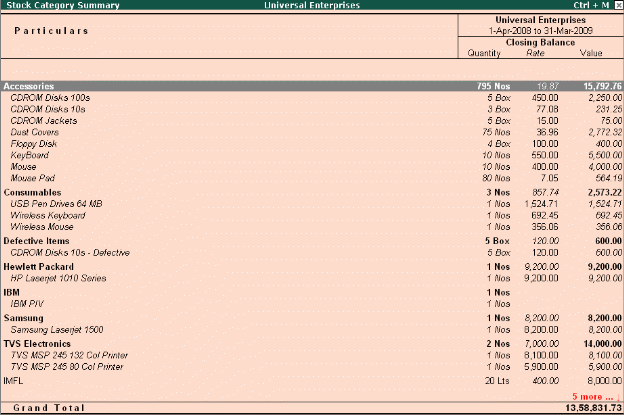 Stock Category Summary Universal Enterprises Ctrl + M
Particulars Universal Enterprises
1-Apr-2008 to 31-Mar-2009
Closing Balance
Quantity Rate Value
Accessories 795 Nos 19.87 15,792.76
CDROM Disks 100s 5 Box 450.00 2,250.00
CDROM Disks 10s 3 Box 77.08 231.25
CDROM Jackets 5 Box 15.00 75.00
Dust Covers 75 Nos 36.96 2,772.32
Floppy Disk 4 Box 100.00 400.00
KeyBoard 10 Nos 550.00 5,500.00
Mouse 10 Nos 400.00 4,000.00
Mouse Pad 80 Nos 7.05 564.19
Consumables 3 Nos 857.74 2,573.22
USB Pen Drives 64 MB 1 Nos 1,524.71 1,524.71
Wireless Keyboard 1 Nos 692.45 692.45
Wireless Mouse 1 Nos 356.06 356.06
Defective Items 5 Box 120.00 600.00
CDROM Disks 10s - Defective 5 Box 120.00 600.00
Hewlett Packard 1 Nos 9,200.00 9,200.00
HP Laserjet 1010 Series 1 Nos 9,200.00 9,200.00
IBM 1 Nos
IBM PIV 1 Nos
Samsung 1 Nos 8,200.00 8,200.00
Samsung Laserjet 1500 1 Nos 8,200.00 8,200.00
TVS Electronics 2 Nos 7,000.00 14,000.00
TVS MSP 245 132 Col Printer 1 Nos 8,100.00 8,100.00
TVS MSP 245 80 Col Printer 1 Nos 5,900.00 5,900.00
IMFL 20 Lts 400.00 8,000.00
5 more ... ↓
Grand Total 13,58,831.73